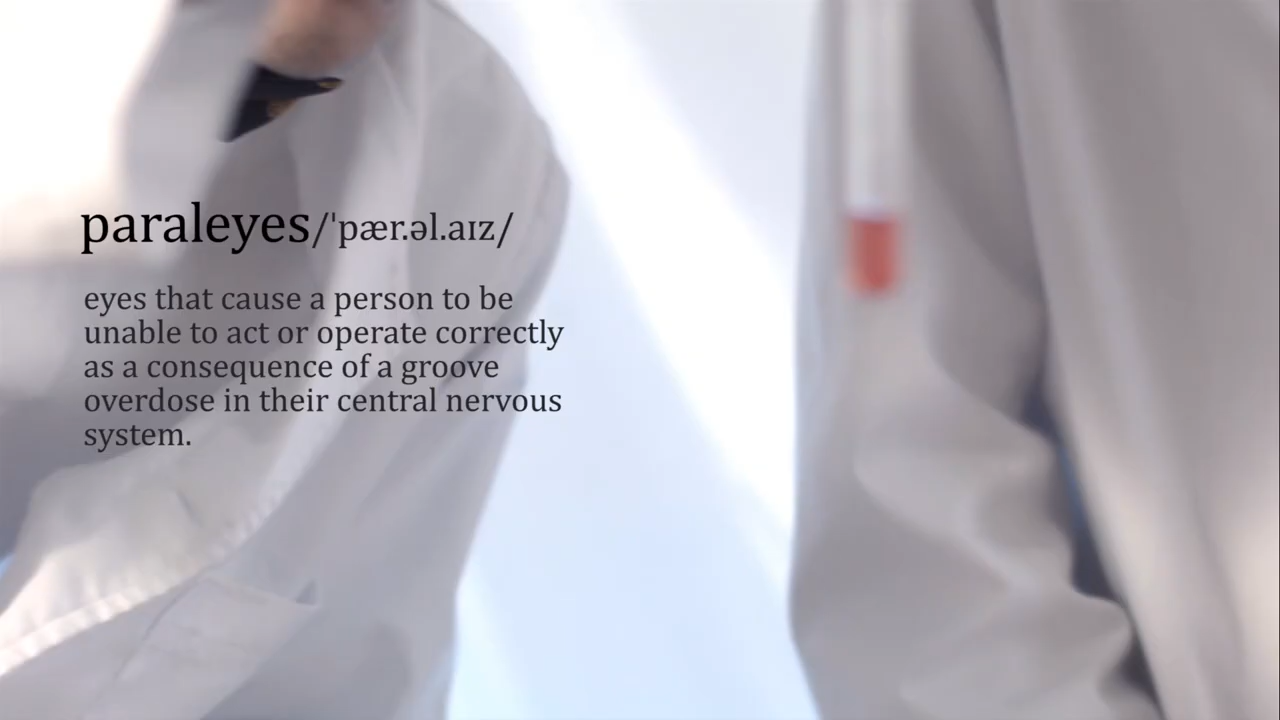 paraleyes/ˈpær.əl.aɪz/
eyes that cause a person to be
unable to act or operate correctly
as a consequence of a groove
overdose in their central nervous
system.